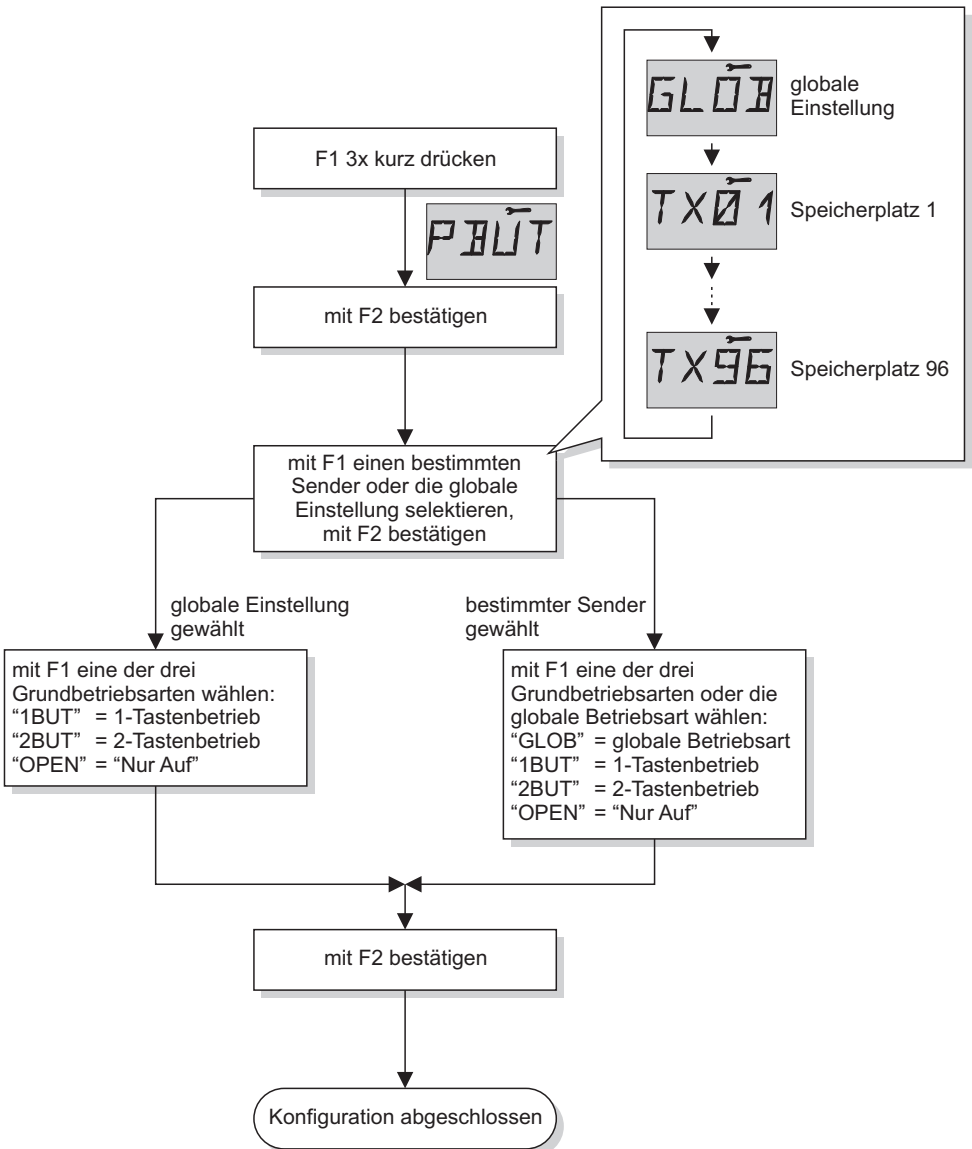 GLOB
globale
Einstellung
F1 3x kurz drücken
TX01
Speicherplatz 1
PBUT
mit F2 bestätigen
TX96
Speicherplatz 96
mit F1 einen bestimmten
Sender oder die globale
Einstellung selektieren,
mit F2 bestätigen
globale Einstellung
gewählt
bestimmter Sender
gewählt
mit F1 eine der drei
Grundbetriebsarten wählen:
“1BUT” = 1-Tastenbetrieb
“2BUT” = 2-Tastenbetrieb
“OPEN” = “Nur Auf”
mit F1 eine der drei
Grundbetriebsarten oder die
globale Betriebsart wählen:
“GLOB” = globale Betriebsart
“1BUT” = 1-Tastenbetrieb
“2BUT” = 2-Tastenbetrieb
“OPEN” = “Nur Auf”
mit F2 bestätigen
Konfiguration abgeschlossen